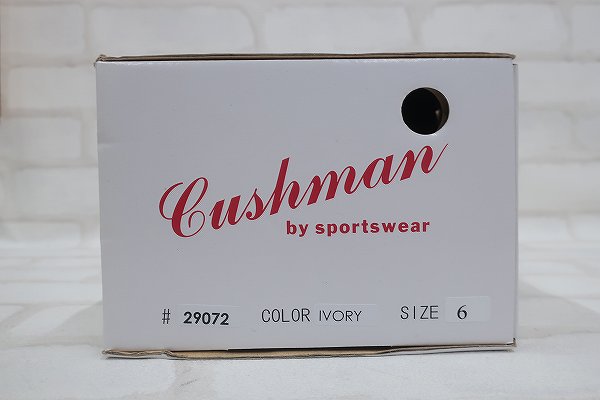 Cushman
by sportswear
# 29072 COLOR IVORY SIZE 6